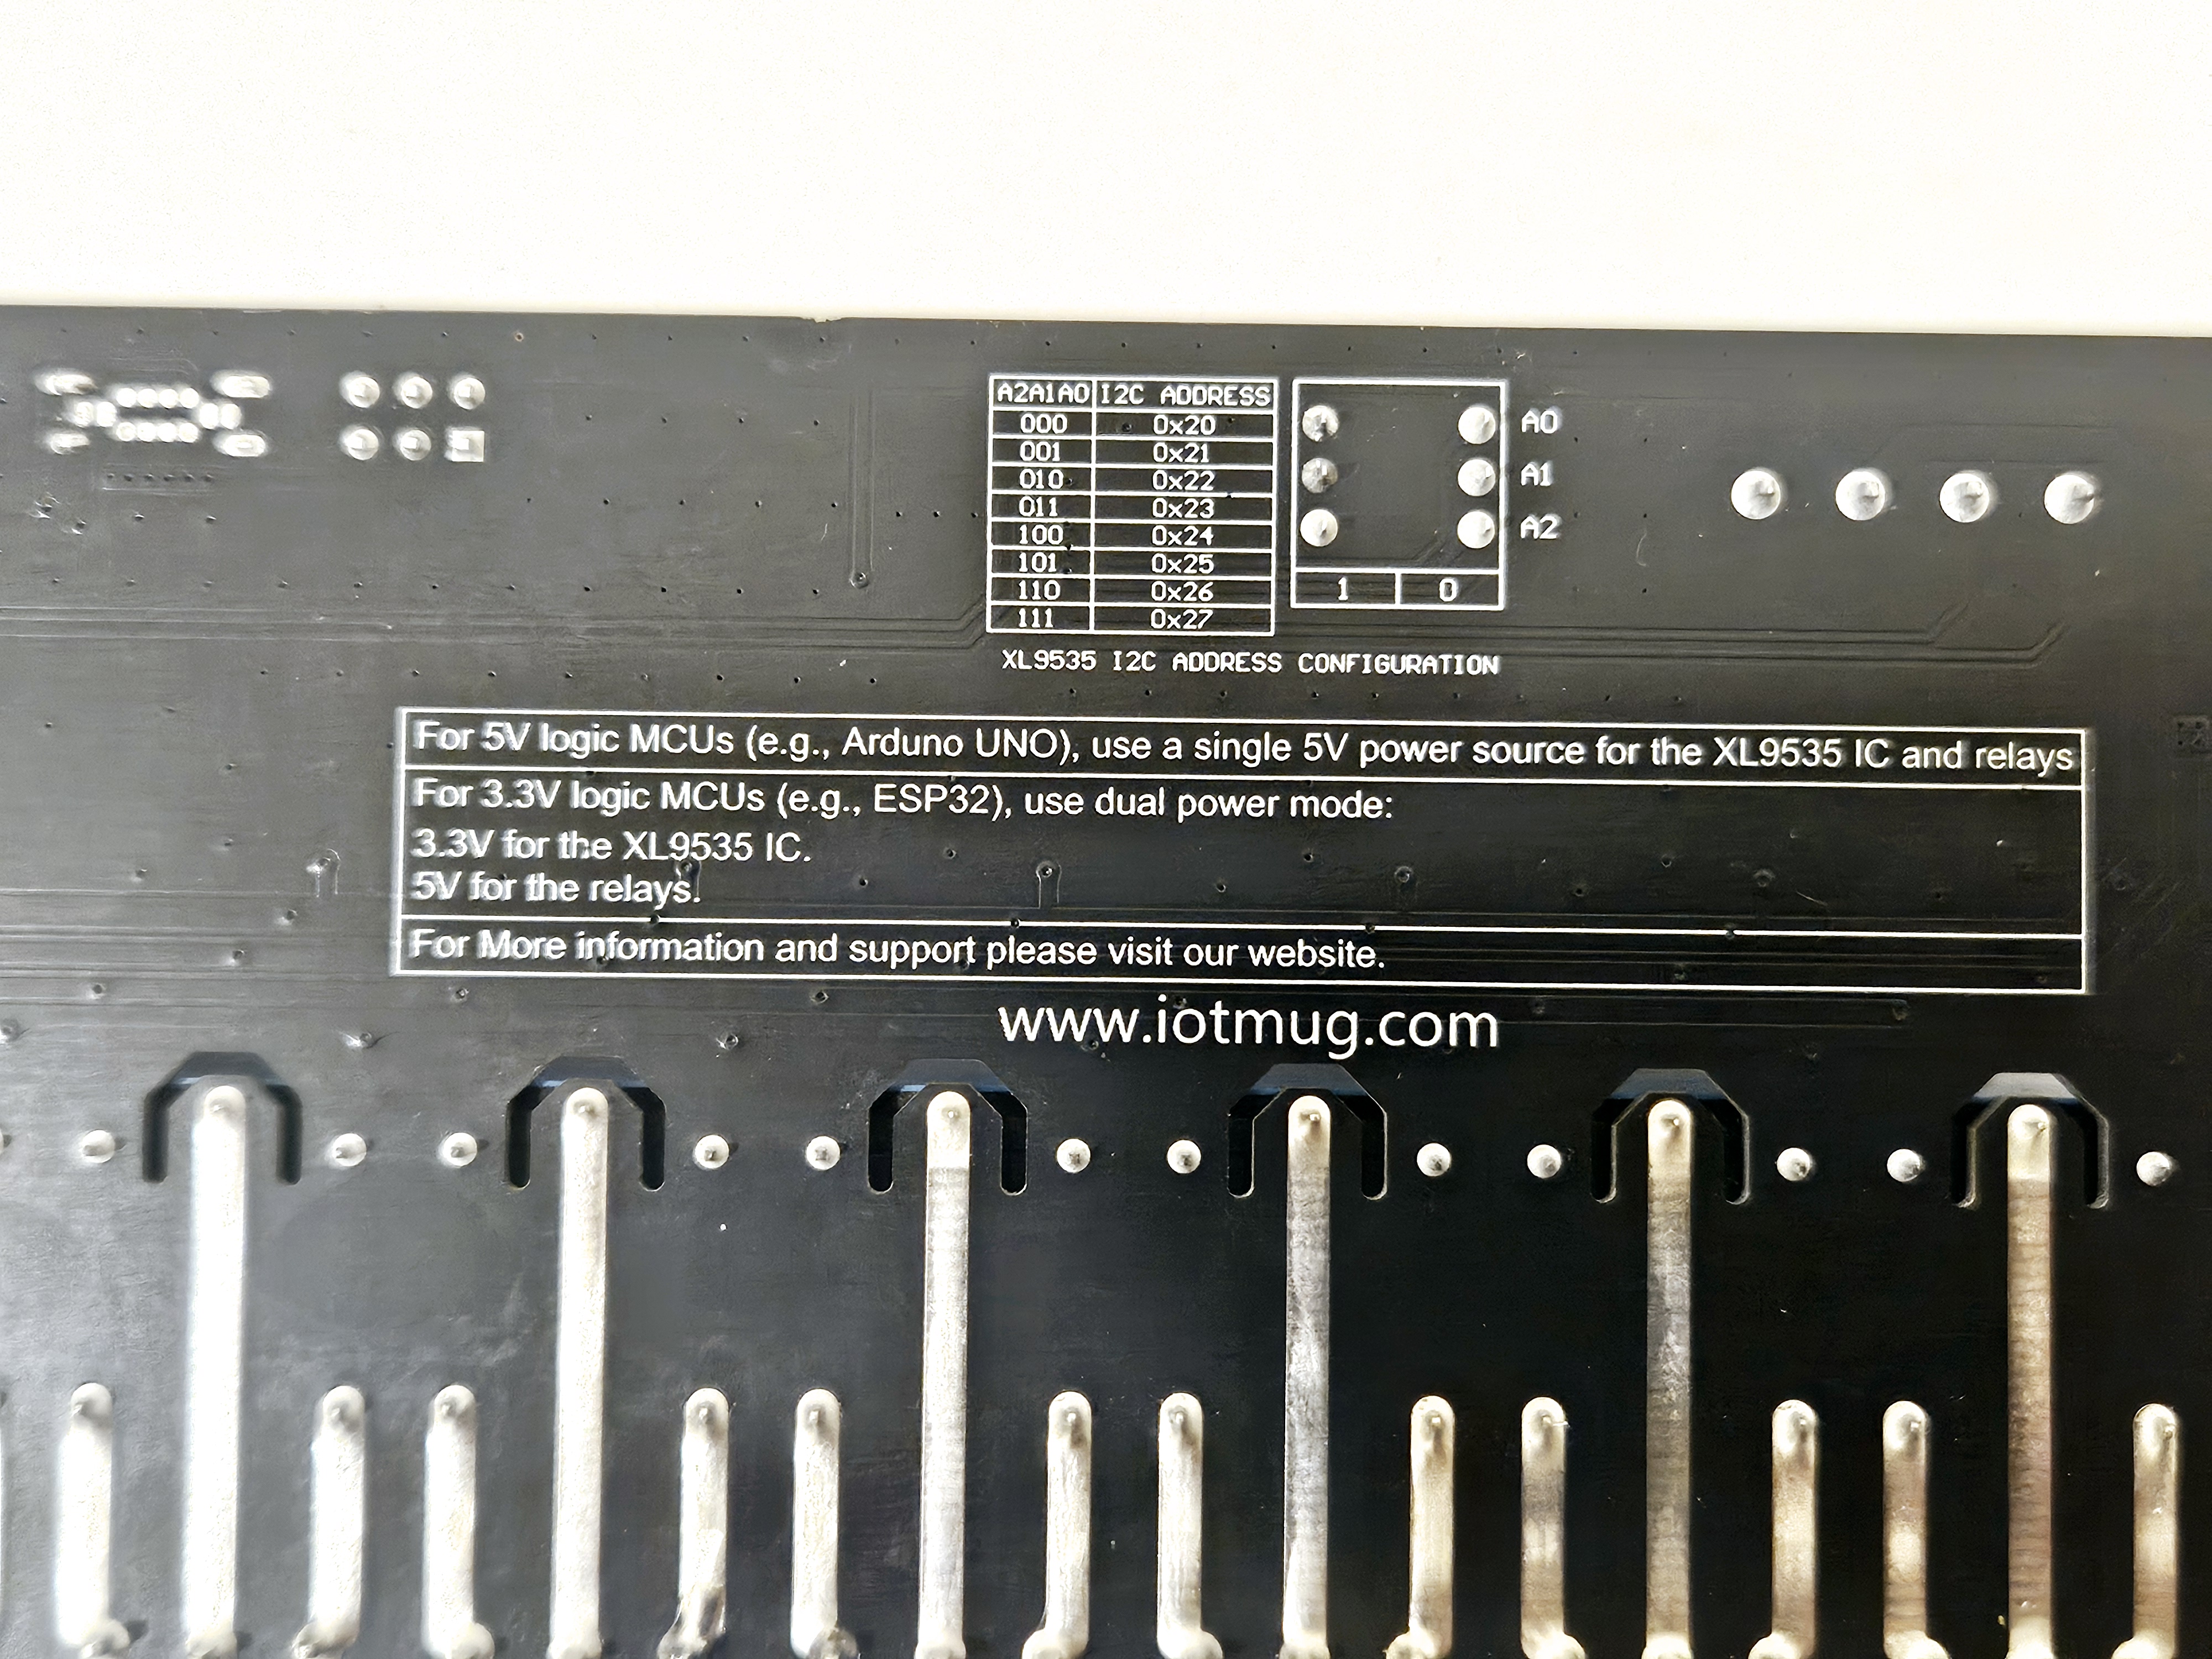 A2A1A0 I2C ADDRESS
000 0x20
001 0x21
010 0x22
011 0x23
100 0x24
101 0x25
110 0x26
111 0x27
A0
A1
A2
1 0
XL9535 I2C ADDRESS CONFIGURATION
For 5V logic MCUs (e.g., Arduno UNO), use a single 5V power source for the XL9535 IC and relays
For 3.3V logic MCUs (e.g., ESP32), use dual power mode:
3.3V for the XL9535 IC.
5V for the relays.
For More information and support please visit our website.
www.iotmug.com